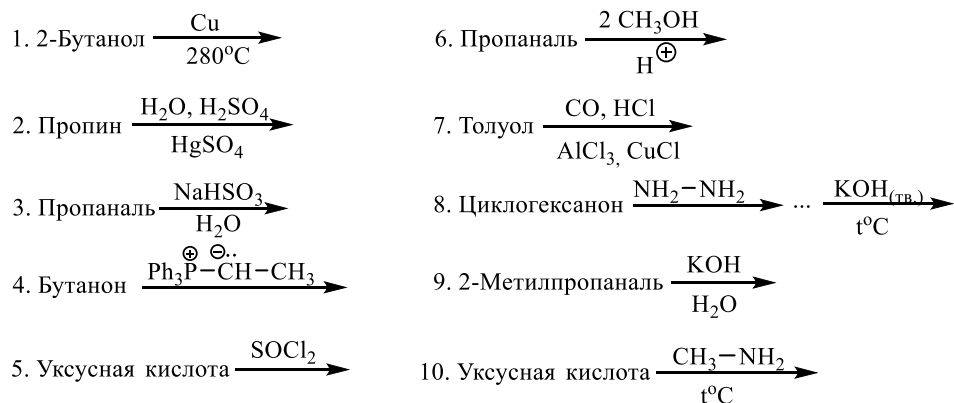 1. 2-Бутанол Cu 280°C
2. Пропин H₂O, H₂SO₄ HgSO₄
3. Пропаналь NaHSO₃ H₂O
4. Бутанон Ph₃P⊕–CH⊖··–CH₃
5. Уксусная кислота SOCl₂
6. Пропаналь 2 CH₃OH H⊕
7. Толуол CO, HCl AlCl₃, CuCl
8. Циклогексанон NH₂–NH₂ ... KOH(тв.) t°C
9. 2-Метилпропаналь KOH H₂O
10. Уксусная кислота CH₃–NH₂ t°C